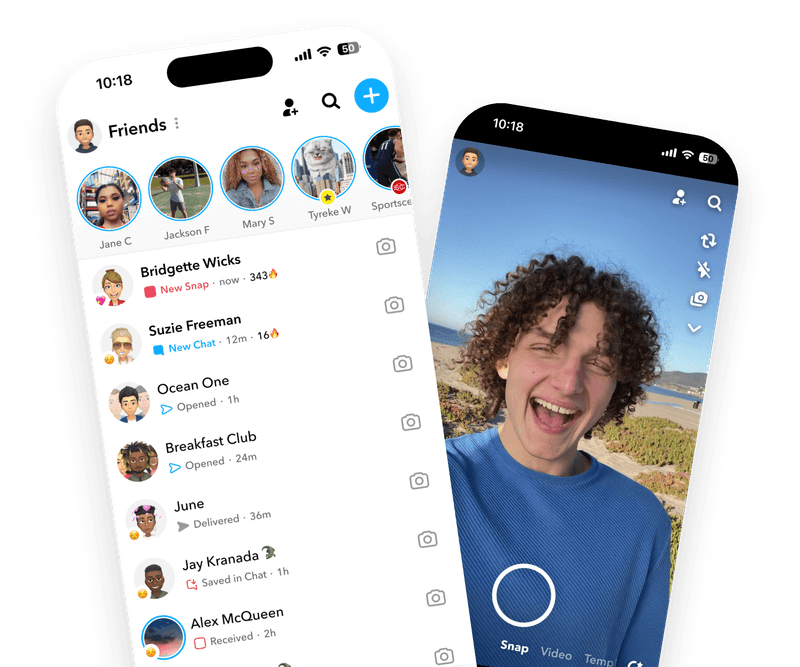 10:18
50
Friends
Jane C
Jackson F
Mary S
Tyreke W
Sportsce
Bridgette Wicks
New Snap · now · 343🔥
Suzie Freeman
New Chat · 12m · 16🔥
Ocean One
Opened · 1h
Breakfast Club
Opened · 24m
June
Delivered · 36m
Jay Kranada
Saved in Chat · 1h
Alex McQueen
Received · 2h
10:18
50
Snap
Video
Temp